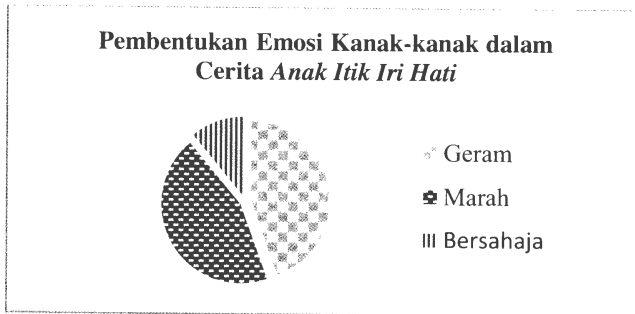 Pembentukan Emosi Kanak-kanak dalam
Cerita Anak Itik Iri Hati
Geram
Marah
Bersahaja